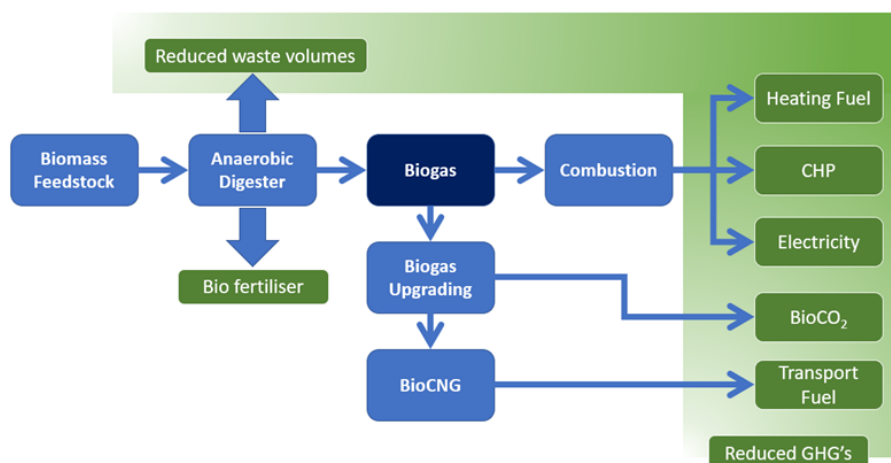 Reduced waste volumes
Heating Fuel
Biomass
Feedstock
Anaerobic
Digester
Biogas
Combustion
CHP
Electricity
Bio fertiliser
Biogas
Upgrading
BioCO₂
BioCNG
Transport
Fuel
Reduced GHG's